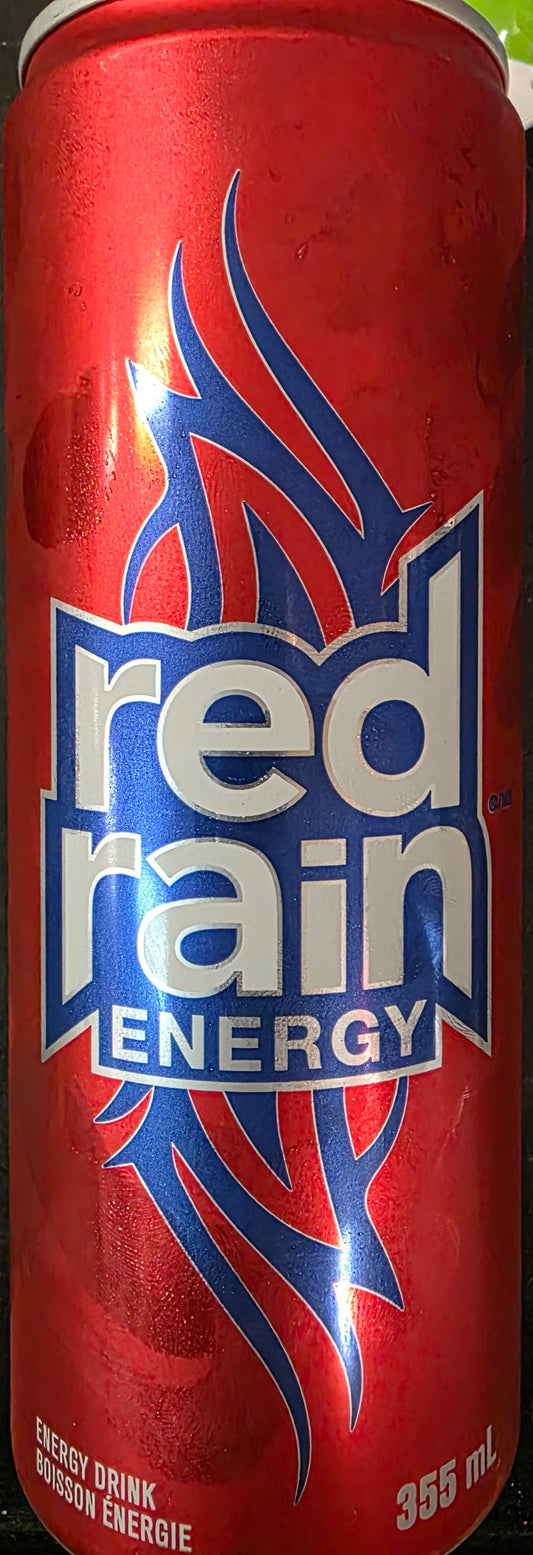 red
rain
ENERGY
ENERGY DRINK
BOISSON ÉNERGIE
355 mL